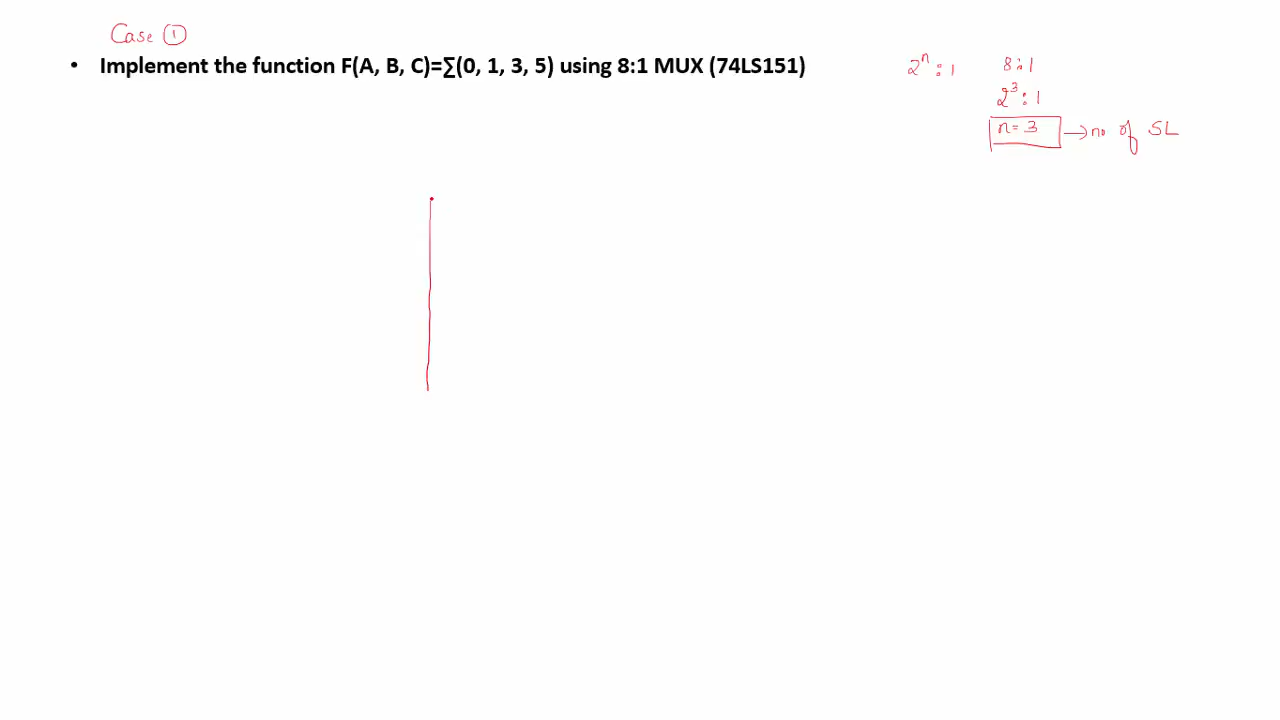 Case ①
• Implement the function F(A, B, C)=∑(0, 1, 3, 5) using 8:1 MUX (74LS151)
2ⁿ : 1
8:1
2³ : 1
n = 3 → no of SL